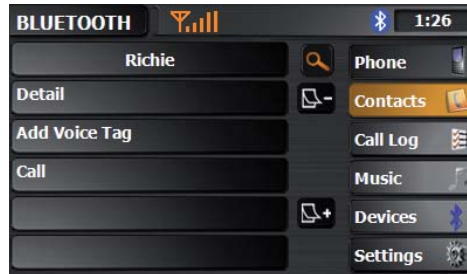 BLUETOOTH 1:26
Richie
Phone
Detail
Contacts
Add Voice Tag
Call Log
Call
Music
Devices
Settings